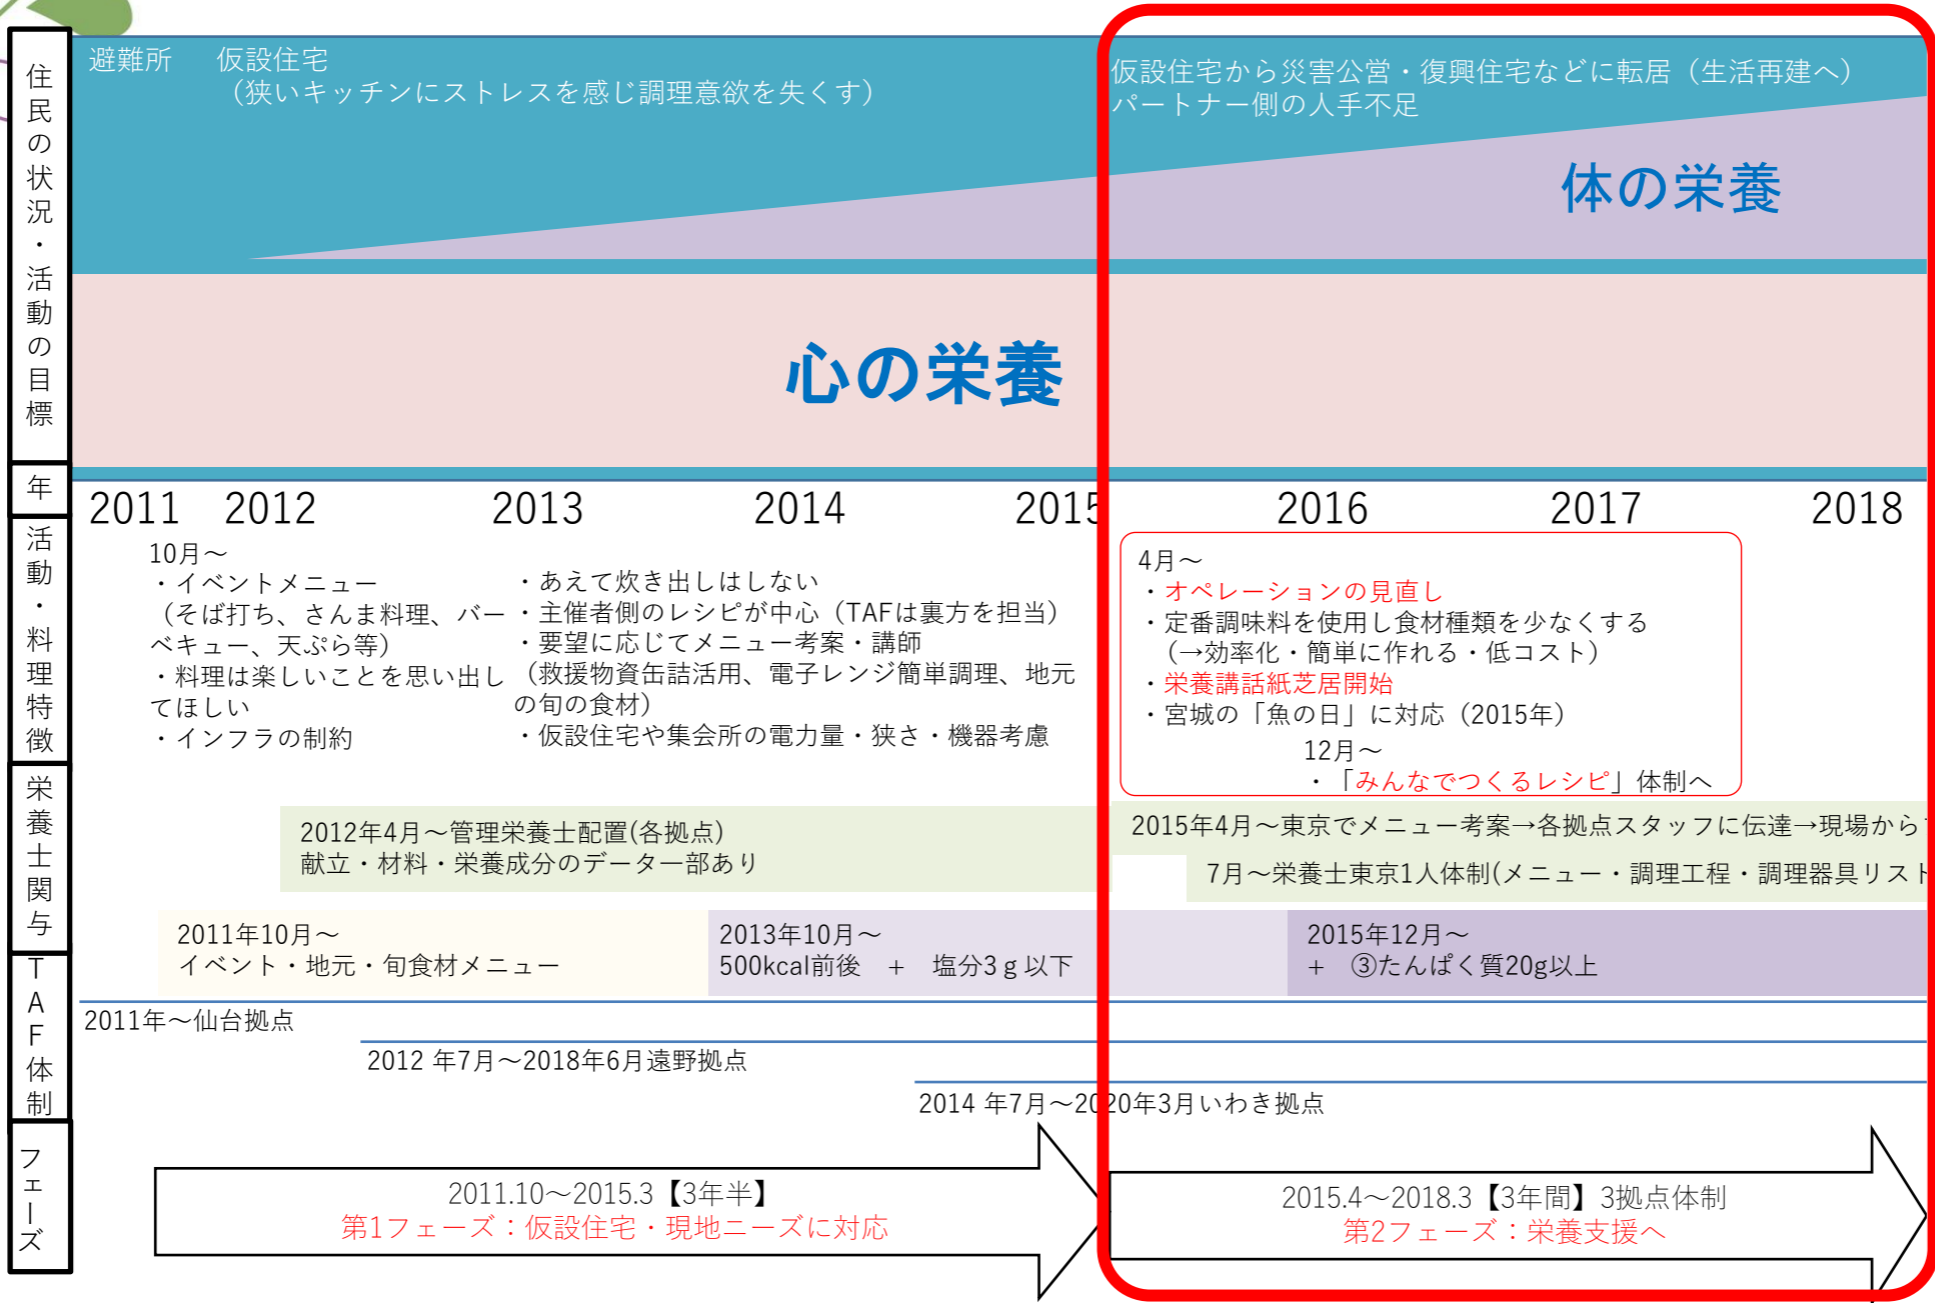 住民の状況・活動の目標
避難所
仮設住宅
（狭いキッチンにストレスを感じ調理意欲を失くす）
仮設住宅から災害公営・復興住宅などに転居（生活再建へ）
パートナー側の人手不足
体の栄養
心の栄養
年
2011 2012 2013 2014 2015 2016 2017 2018
活動・料理特徴
10月～
・イベントメニュー
（そば打ち、さんま料理、バー
ベキュー、天ぷら等）
・料理は楽しいことを思い出し
てほしい
・インフラの制約
・あえて炊き出しはしない
・主催者側のレシピが中心（TAFは裏方を担当）
・要望に応じてメニュー考案・講師
（救援物資缶詰活用、電子レンジ簡単調理、地元
の旬の食材）
・仮設住宅や集会所の電力量・狭さ・機器考慮
4月～
・オペレーションの見直し
・定番調味料を使用し食材種類を少なくする
（→効率化・簡単に作れる・低コスト）
・栄養講話紙芝居開始
・宮城の「魚の日」に対応（2015年）
12月～
・「みんなでつくるレシピ」体制へ
栄養士関与
2012年4月～管理栄養士配置(各拠点)
献立・材料・栄養成分のデータ一部あり
2015年4月～東京でメニュー考案→各拠点スタッフに伝達→現場から
7月～栄養士東京1人体制(メニュー・調理工程・調理器具リスト
2011年10月～
イベント・地元・旬食材メニュー
2013年10月～
500kcal前後　+　塩分3ｇ以下
2015年12月～
+　③たんぱく質20g以上
TAF体制
2011年～仙台拠点
2012 年7月～2018年6月遠野拠点
2014 年7月～2020年3月いわき拠点
フェーズ
2011.10～2015.3【3年半】
第1フェーズ：仮設住宅・現地ニーズに対応
2015.4～2018.3【3年間】3拠点体制
第2フェーズ：栄養支援へ